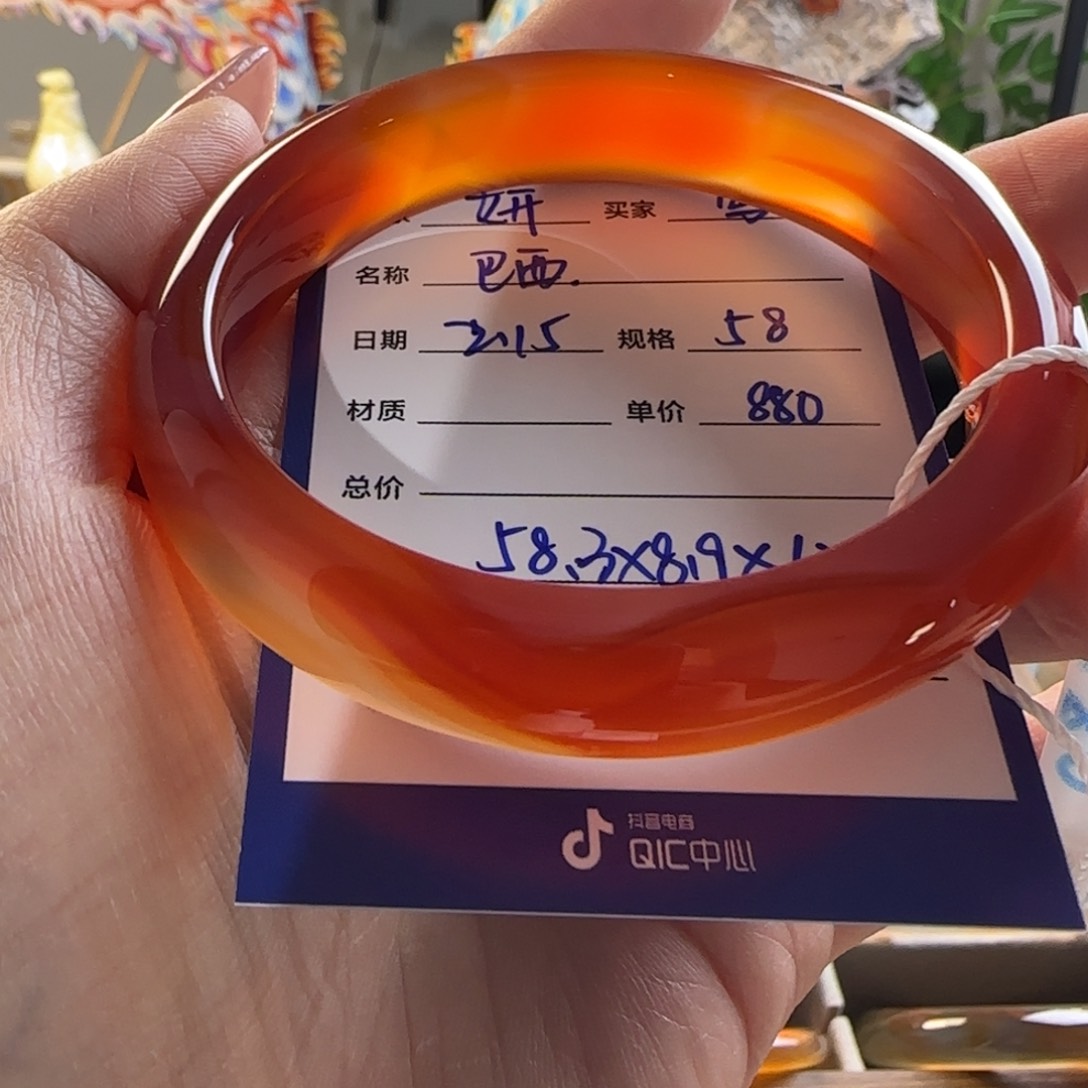 妍 买家
名称 巴西.
日期 2.15 规格 58
材质 单价 880
总价
58.3×8.9×1
抖音电商
QIC中心